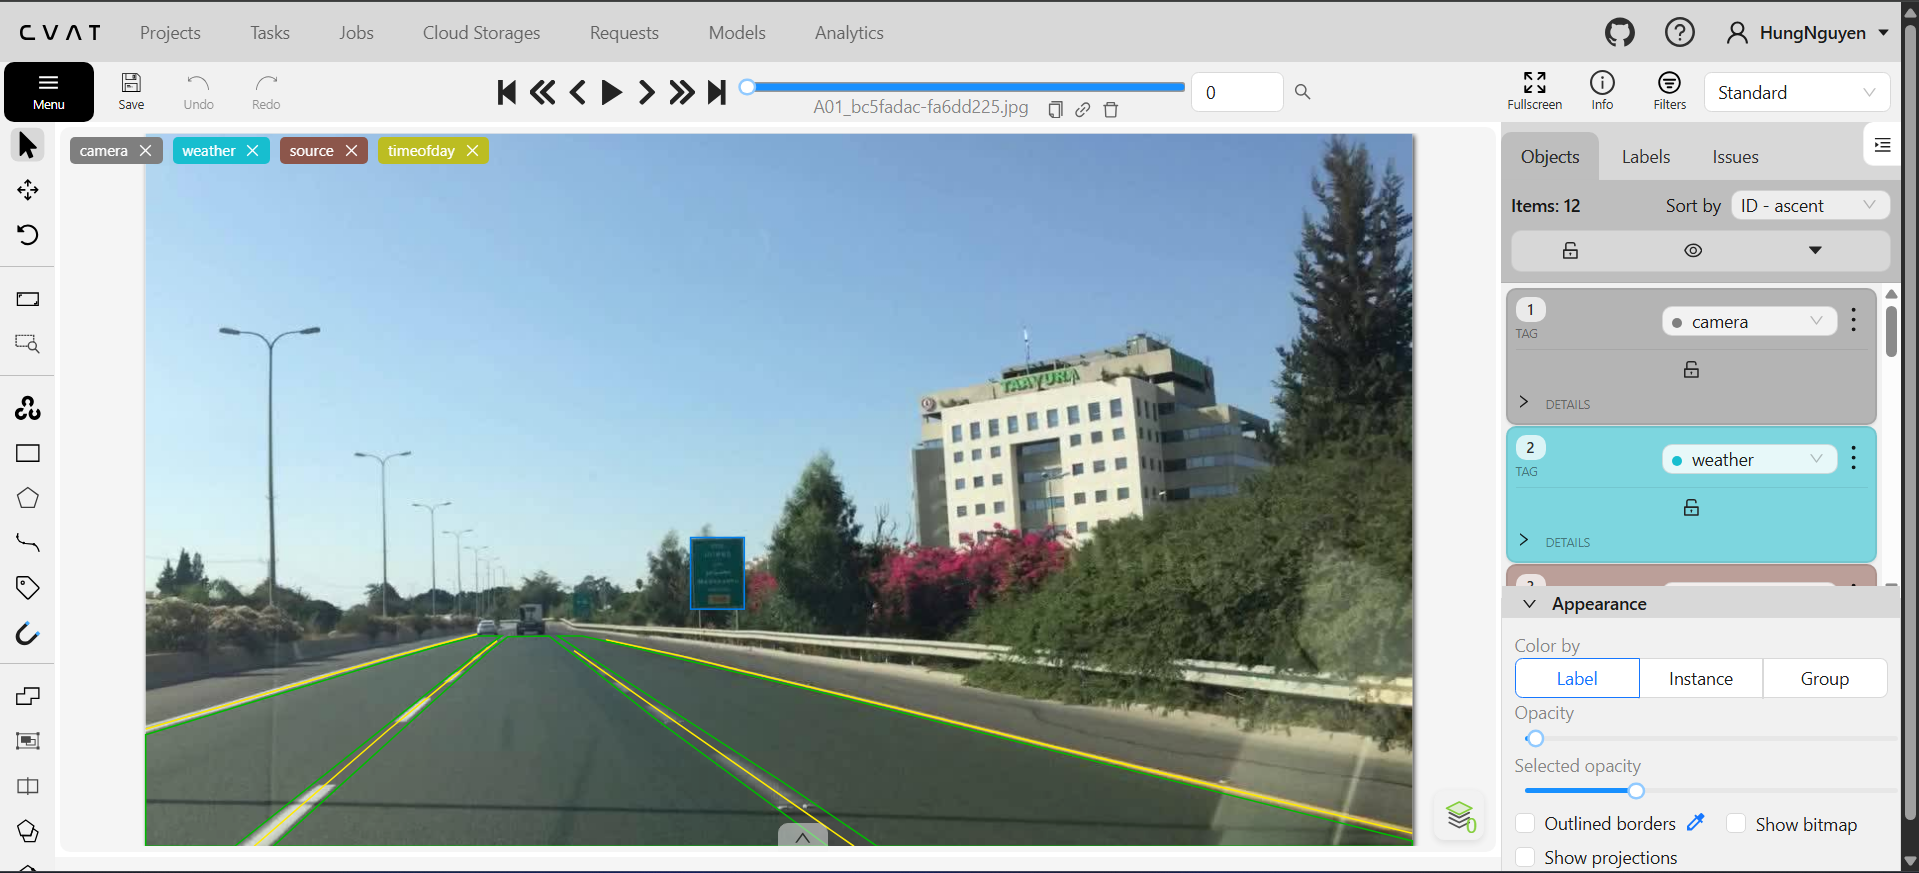 CVAT
Projects
Tasks
Jobs
Cloud Storages
Requests
Models
Analytics
HungNguyen
Menu
Save
Undo
Redo
A01_bc5fadac-fa6dd225.jpg
0
Fullscreen
Info
Filters
Standard
camera
weather
source
timeofday
TAAVURA
0
Objects
Labels
Issues
Items: 12
Sort by
ID - ascent
1
TAG
camera
DETAILS
2
TAG
weather
DETAILS
Appearance
Color by
Label
Instance
Group
Opacity
Selected opacity
Outlined borders
Show bitmap
Show projections